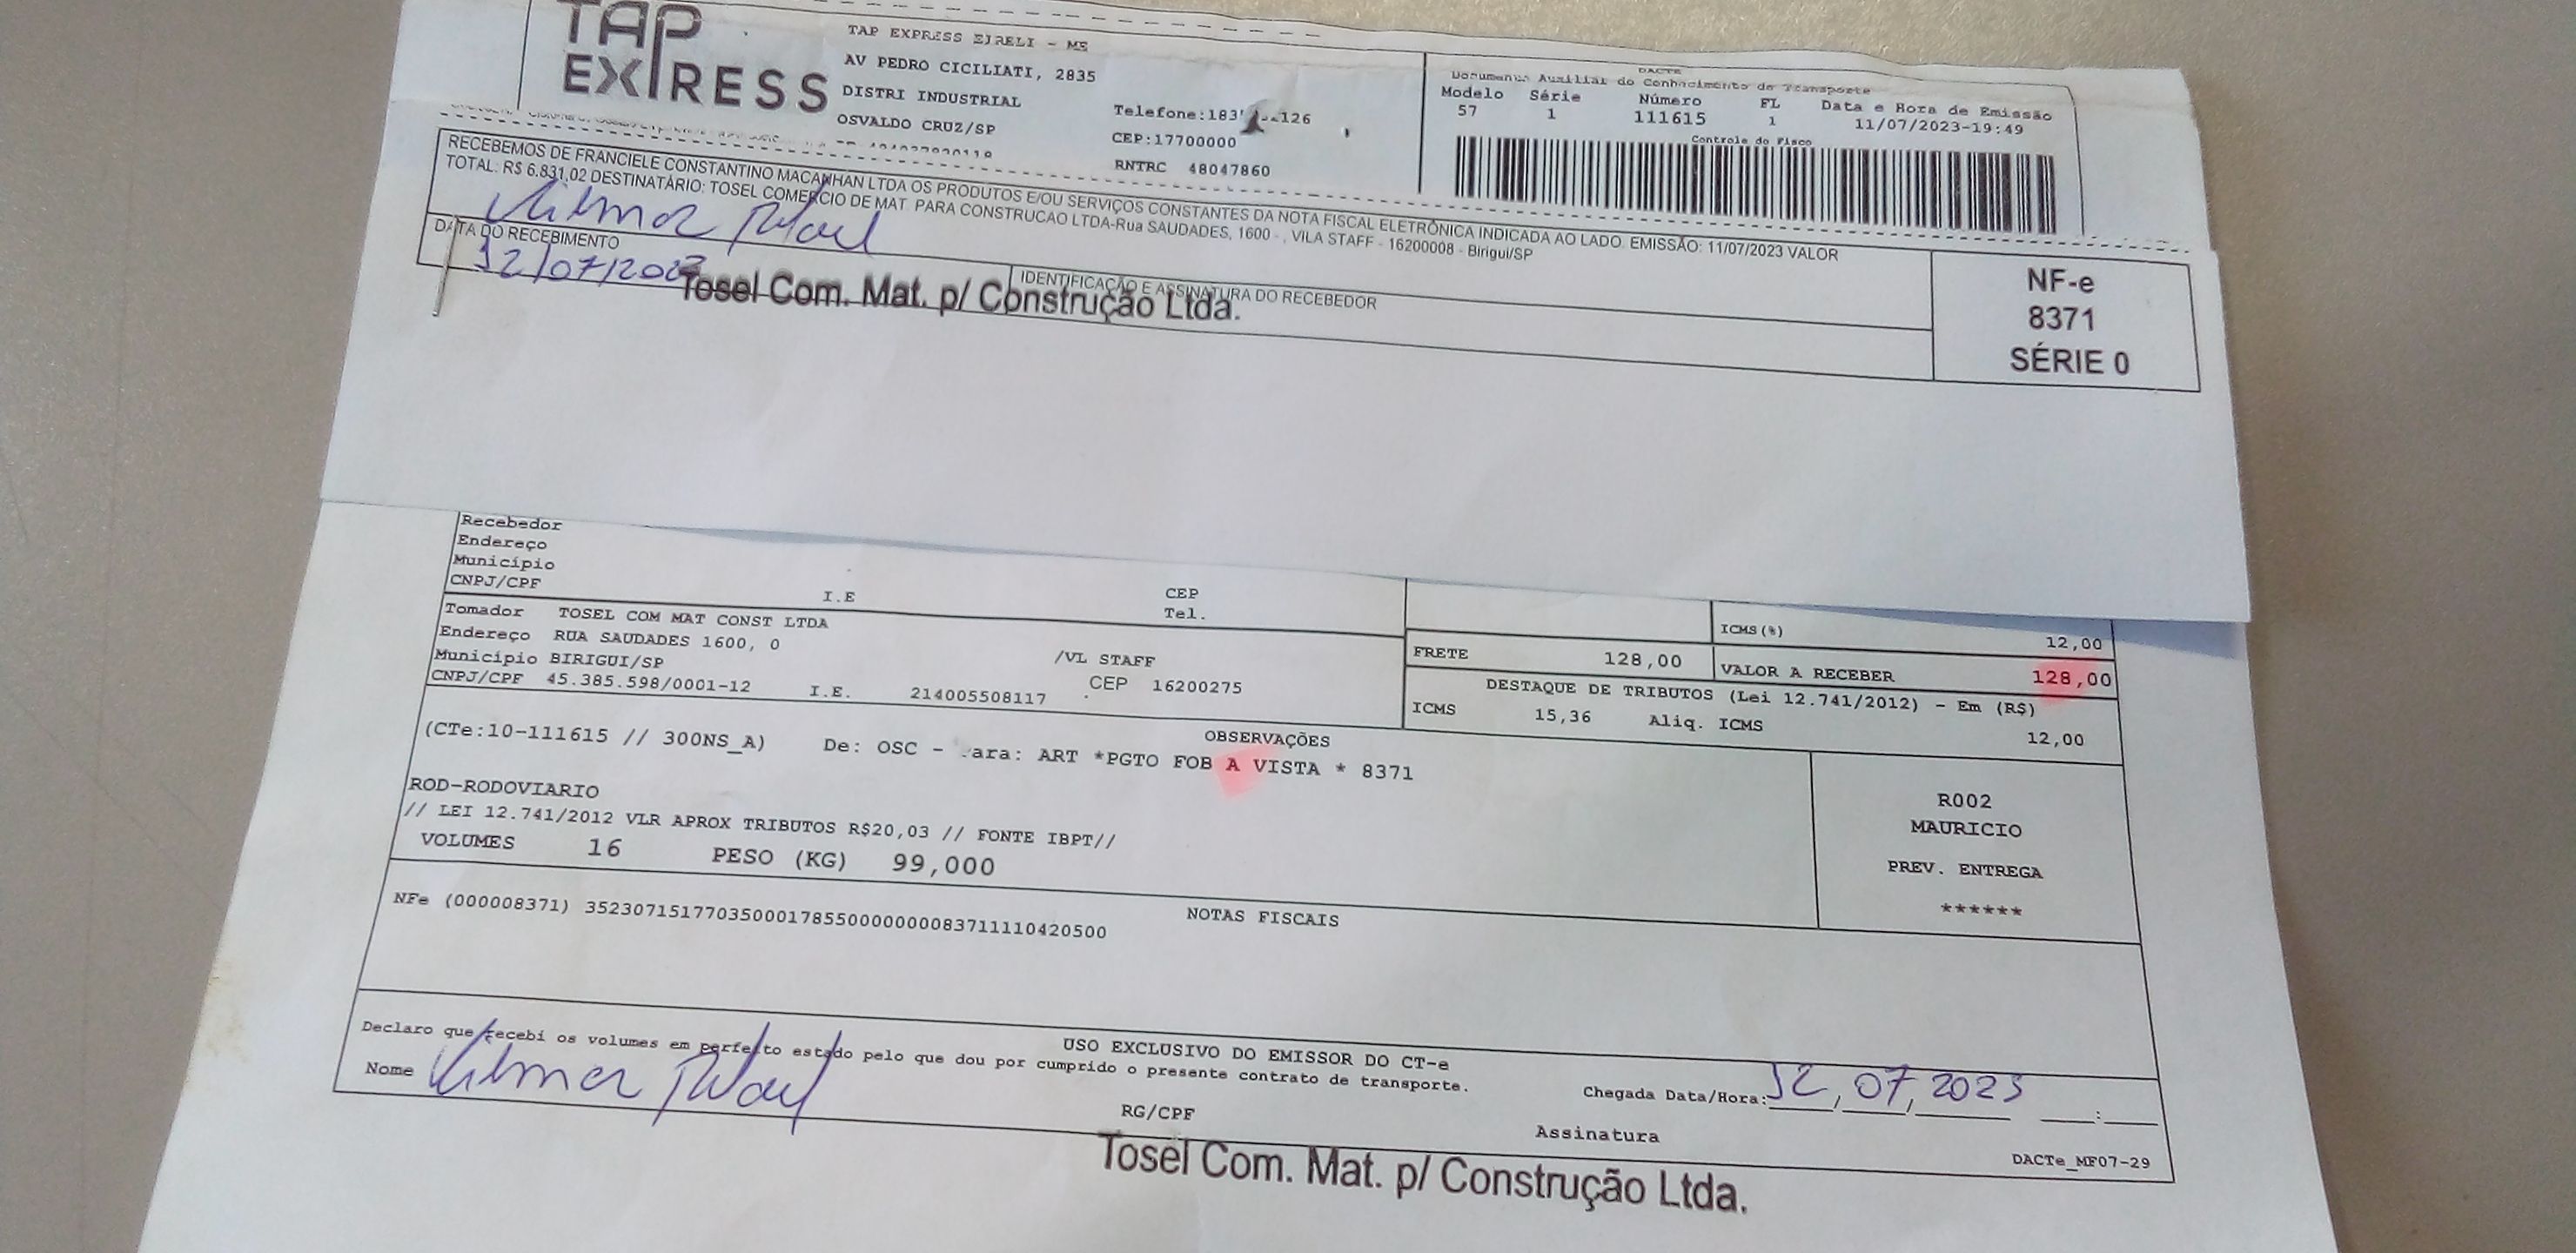 TAP EXPRESS
TAP EXPRESS EIRELI - ME
AV PEDRO CICILIATI, 2835
DISTRI INDUSTRIAL
OSVALDO CRUZ/SP
Telefone:183 126
CEP:17700000
RNTRC 48047860
DACTE
Documento Auxiliar do Conhecimento de Transporte
Modelo Série Número FL Data e Hora de Emissão
57 1 111615 1 11/07/2023-19:49
Controle do Fisco
RECEBEMOS DE FRANCIELE CONSTANTINO MACANHAN LTDA OS PRODUTOS E/OU SERVIÇOS CONSTANTES DA NOTA FISCAL ELETRÔNICA INDICADA AO LADO. EMISSÃO: 11/07/2023 VALOR
TOTAL: R$ 6.831,02 DESTINATÁRIO: TOSEL COMERCIO DE MAT. PARA CONSTRUCAO LTDA-Rua SAUDADES, 1600 - , VILA STAFF - 16200008 - Birigui/SP
DATA DO RECEBIMENTO
12/07/2023
IDENTIFICAÇÃO E ASSINATURA DO RECEBEDOR
Tosel Com. Mat. p/ Construção Ltda.
NF-e
8371
SÉRIE 0
Recebedor
Endereço
Município
CNPJ/CPF I.E CEP
Tel.
Tomador TOSEL COM MAT CONST LTDA
Endereço RUA SAUDADES 1600, 0 /VL STAFF
Município BIRIGUI/SP CEP 16200275
CNPJ/CPF 45.385.598/0001-12 I.E. 214005508117
ICMS(%) 12,00
FRETE 128,00 VALOR A RECEBER 128,00
DESTAQUE DE TRIBUTOS (Lei 12.741/2012) - Em (R$)
ICMS 15,36 Aliq. ICMS 12,00
OBSERVAÇÕES
(CTe:10-111615 // 300NS_A) De: OSC - ara: ART *PGTO FOB A VISTA * 8371
ROD-RODOVIARIO
// LEI 12.741/2012 VLR APROX TRIBUTOS R$20,03 // FONTE IBPT//
VOLUMES 16 PESO (KG) 99,000
R002
MAURICIO
PREV. ENTREGA
******
NOTAS FISCAIS
NFe (000008371) 35230715177035000178550000000083711110420500
USO EXCLUSIVO DO EMISSOR DO CT-e
Declaro que recebi os volumes em perfeito estado pelo que dou por cumprido o presente contrato de transporte.
Nome
RG/CPF
Chegada Data/Hora: 12/07/2023 :
Assinatura
DACTe_MF07-29
Tosel Com. Mat. p/ Construção Ltda.